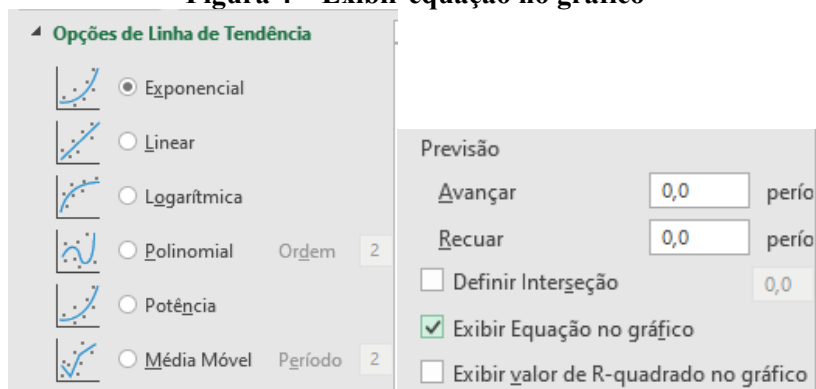 Figura 4 – Exibir equação no gráfico
Opções de Linha de Tendência
Exponencial
Linear
Logarítmica
Polinomial Ordem 2
Potência
Média Móvel Período 2
Previsão
Avançar 0,0 perío
Recuar 0,0 perío
Definir Interseção 0,0
Exibir Equação no gráfico
Exibir valor de R-quadrado no gráfico